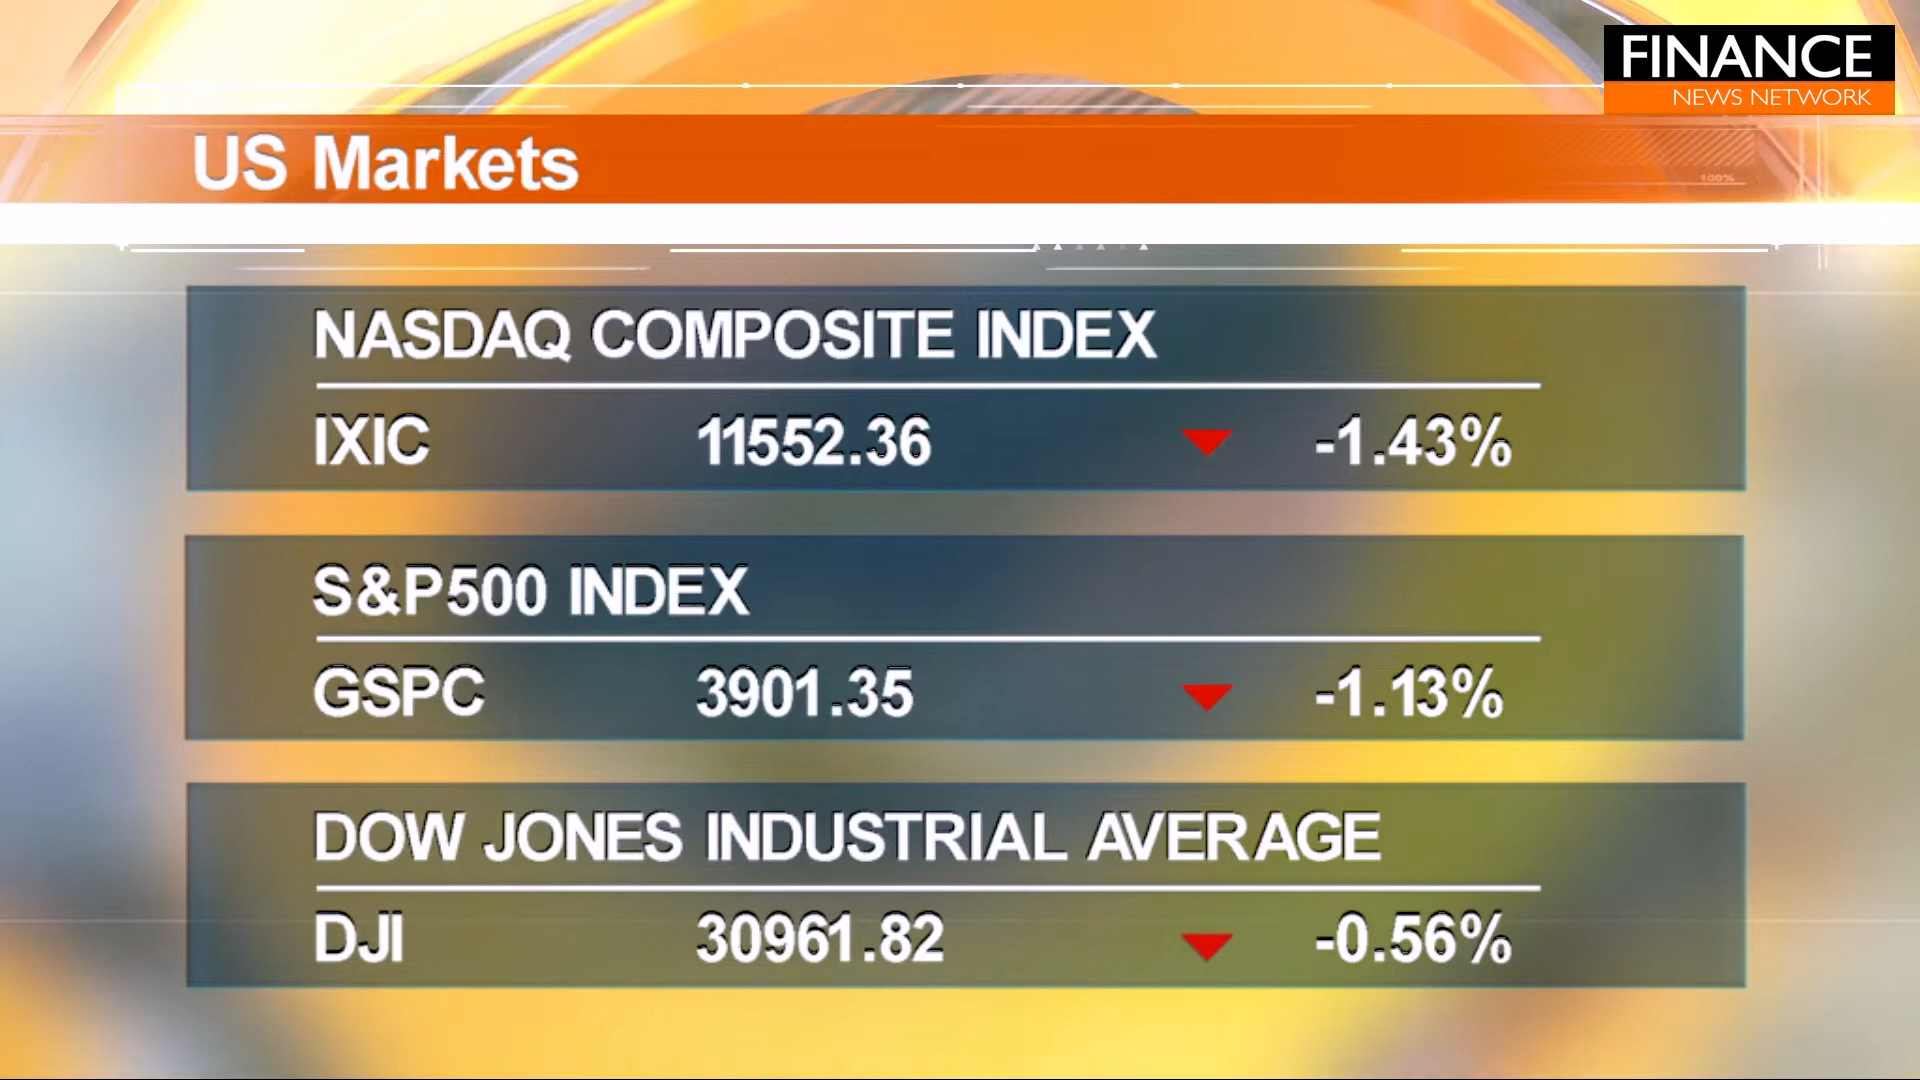 FINANCE
NEWS NETWORK
US Markets
100%
NASDAQ COMPOSITE INDEX
IXIC 11552.36 -1.43%
S&P500 INDEX
GSPC 3901.35 -1.13%
DOW JONES INDUSTRIAL AVERAGE
DJI 30961.82 -0.56%